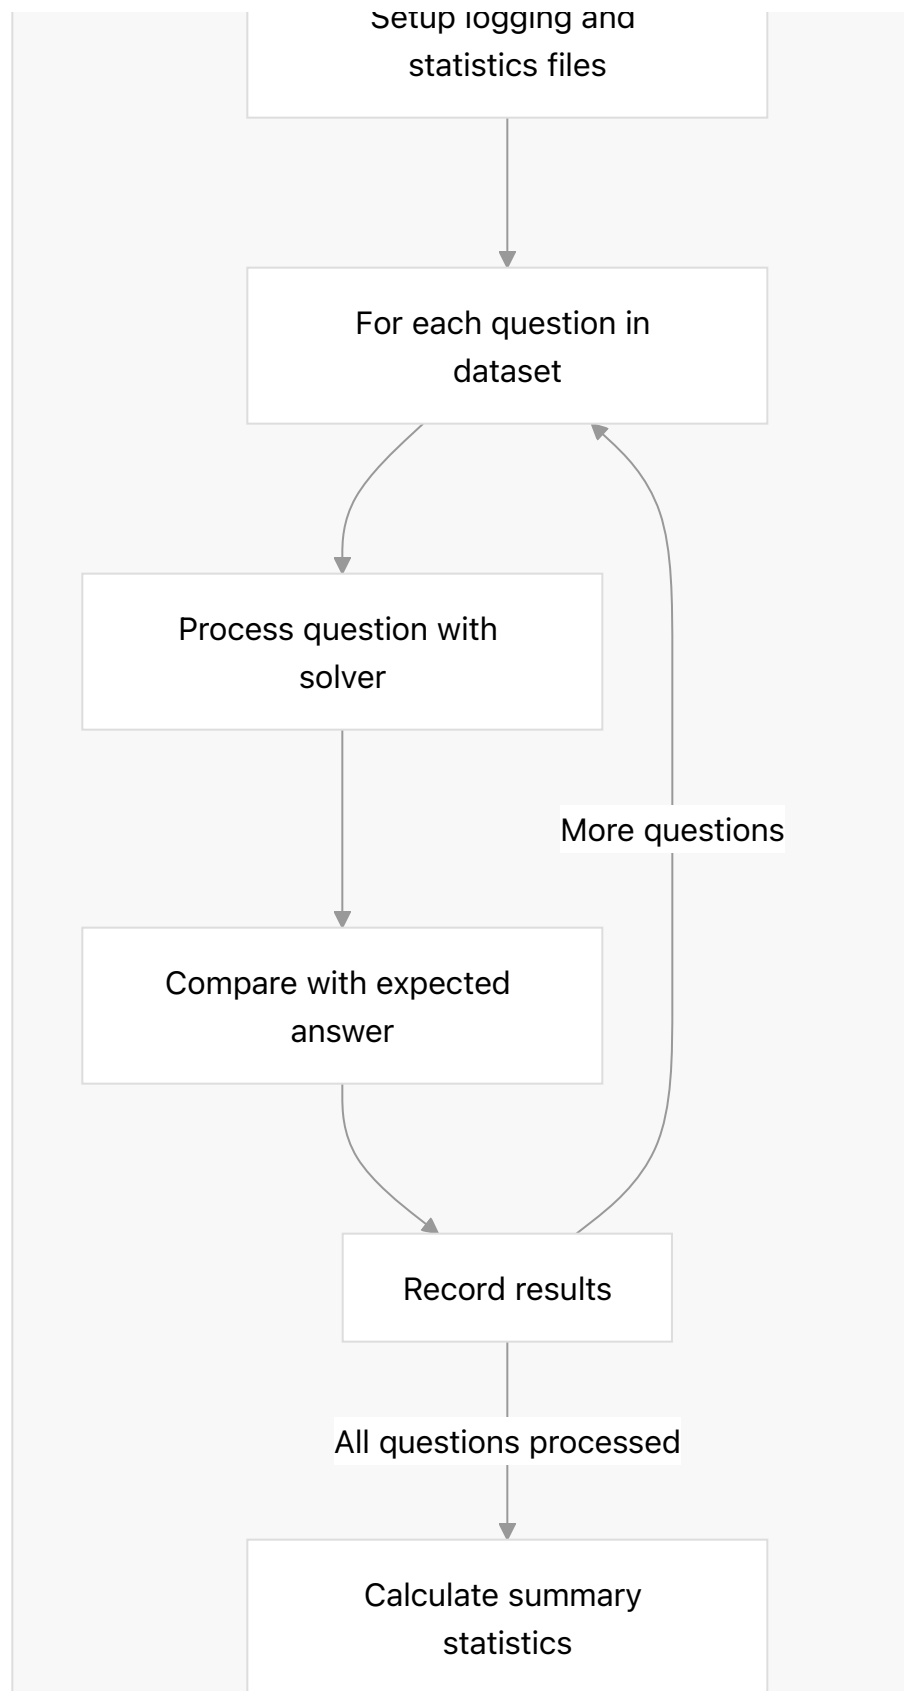 Setup logging and
statistics files
For each question in
dataset
Process question with
solver
More questions
Compare with expected
answer
Record results
All questions processed
Calculate summary
statistics